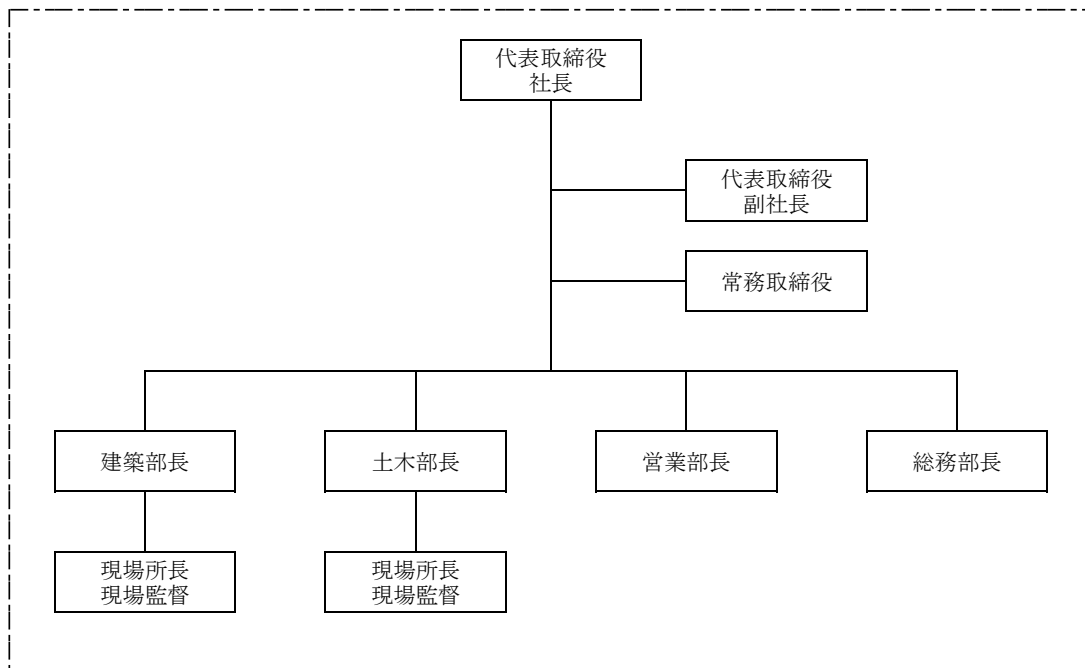 代表取締役
社長
代表取締役
副社長
常務取締役
建築部長
土木部長
営業部長
総務部長
現場所長
現場監督
現場所長
現場監督